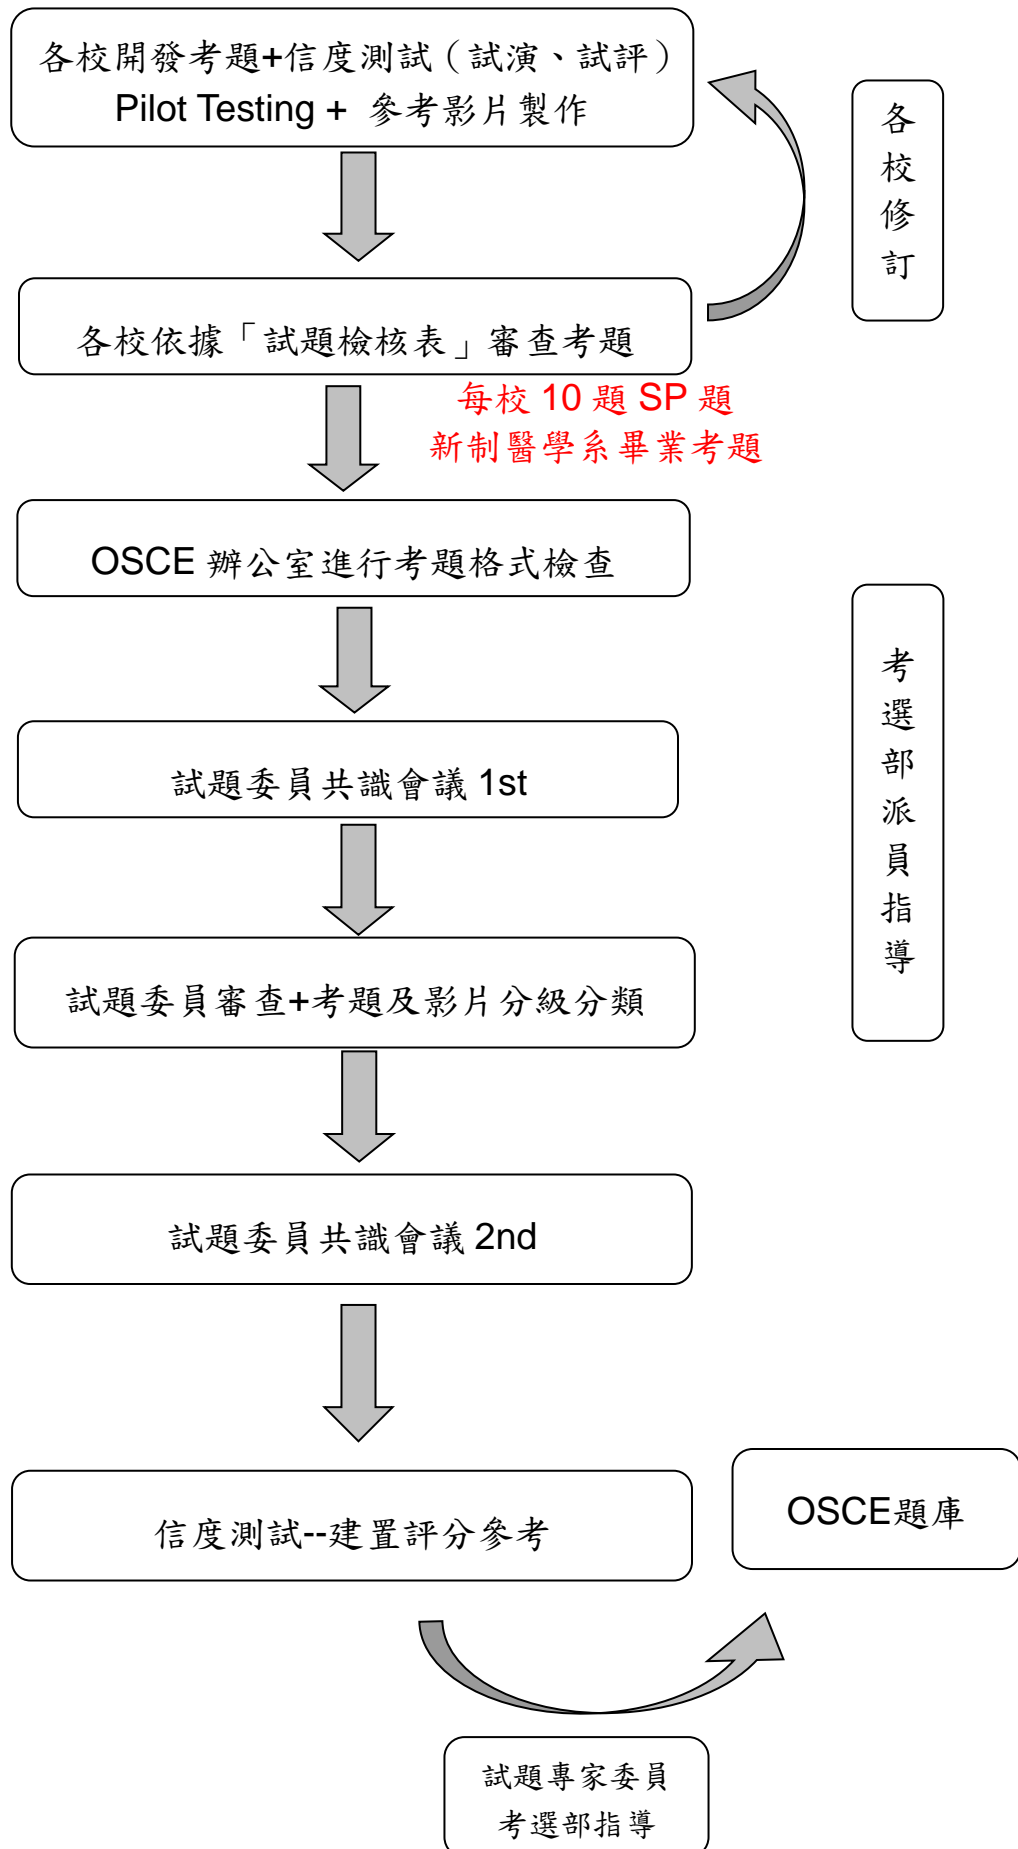 各校開發考題+信度測試（試演、試評）
Pilot Testing + 參考影片製作
各校修訂
各校依據「試題檢核表」審查考題
每校 10 題 SP 題
新制醫學系畢業考題
OSCE 辦公室進行考題格式檢查
考選部派員指導
試題委員共識會議 1st
試題委員審查+考題及影片分級分類
試題委員共識會議 2nd
信度測試--建置評分參考
OSCE題庫
試題專家委員
考選部指導